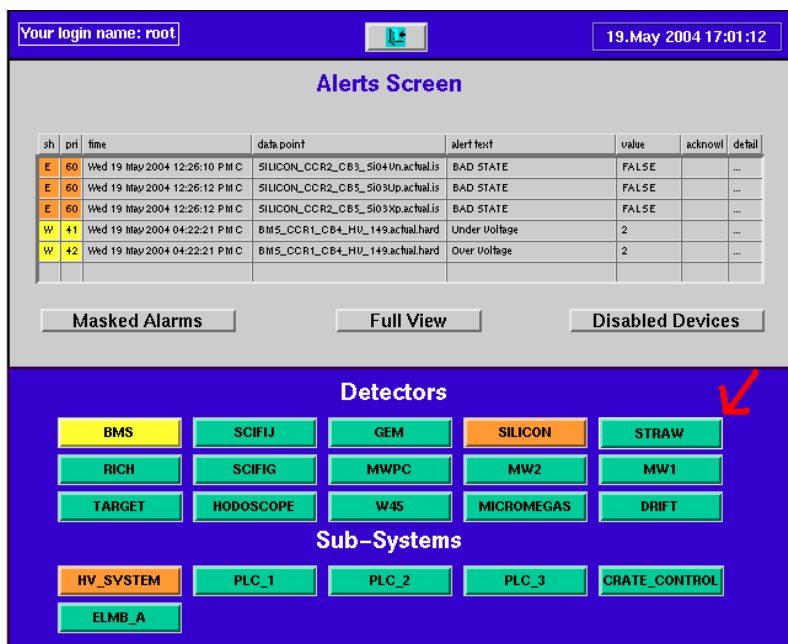 Your login name: root
19.May 2004 17:01:12
Alerts Screen
sh pri time data point alert text value acknowl detail
E 60 Wed 19 May 2004 12:26:10 PM C SILICON_CCR2_CB3_Si04Vn.actual.is BAD STATE FALSE ...
E 60 Wed 19 May 2004 12:26:12 PM C SILICON_CCR2_CB5_Si03Up.actual.is BAD STATE FALSE ...
E 60 Wed 19 May 2004 12:26:12 PM C SILICON_CCR2_CB5_Si03Xp.actual.is BAD STATE FALSE ...
W 41 Wed 19 May 2004 04:22:21 PM C BMS_CCR1_CB4_HV_149.actual.hard Under Voltage 2 ...
W 42 Wed 19 May 2004 04:22:21 PM C BMS_CCR1_CB4_HV_149.actual.hard Over Voltage 2 ...
Masked Alarms Full View Disabled Devices
Detectors
BMS SCIFIJ GEM SILICON STRAW
RICH SCIFIG MWPC MW2 MW1
TARGET HODOSCOPE W45 MICROMEGAS DRIFT
Sub-Systems
HV_SYSTEM PLC_1 PLC_2 PLC_3 CRATE_CONTROL
ELMB_A